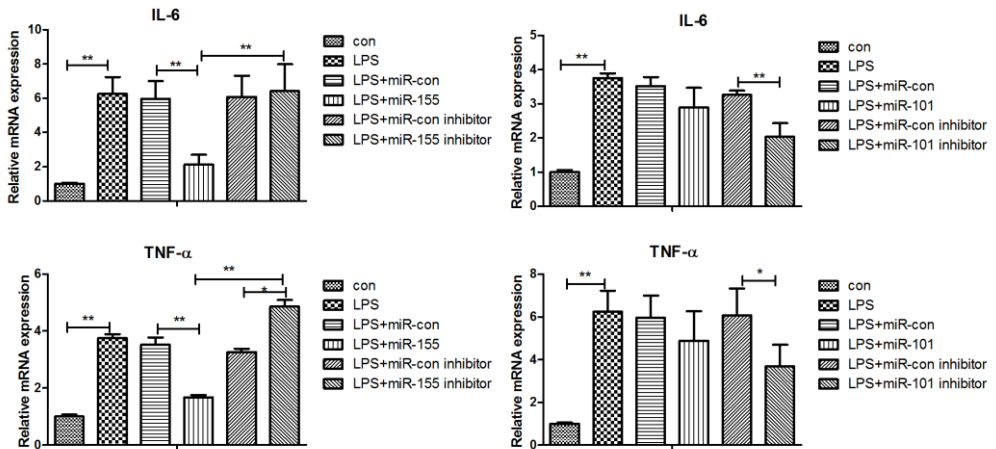 IL-6
Relative mRNA expression
10
8
6
4
2
0
**
**
**
con
LPS
LPS+miR-con
LPS+miR-155
LPS+miR-con inhibitor
LPS+miR-155 inhibitor
IL-6
Relative mRNA expression
5
4
3
2
1
0
**
**
con
LPS
LPS+miR-con
LPS+miR-101
LPS+miR-con inhibitor
LPS+miR-101 inhibitor
TNF-α
Relative mRNA expression
6
4
2
0
**
**
**
*
con
LPS
LPS+miR-con
LPS+miR-155
LPS+miR-con inhibitor
LPS+miR-155 inhibitor
TNF-α
Relative mRNA expression
8
6
4
2
0
**
*
con
LPS
LPS+miR-con
LPS+miR-101
LPS+miR-con inhibitor
LPS+miR-101 inhibitor